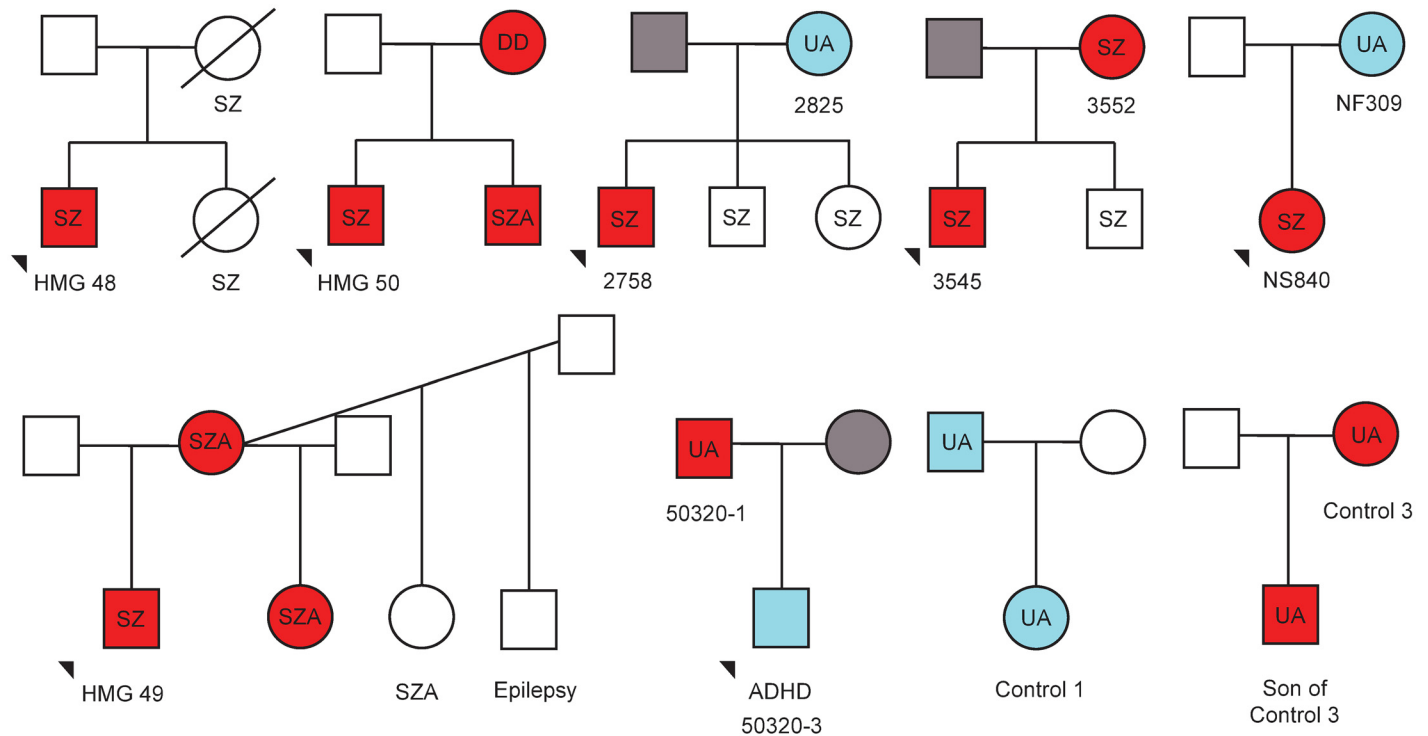 DD
UA
SZ
UA
SZ
2825
3552
NF309
SZ
SZ
SZA
SZ
SZ
SZ
SZ
SZ
SZ
HMG 48
SZ
HMG 50
2758
3545
NS840
SZA
UA
UA
UA
50320-1
Control 3
SZ
SZA
UA
UA
HMG 49
SZA
Epilepsy
ADHD
50320-3
Control 1
Son of
Control 3